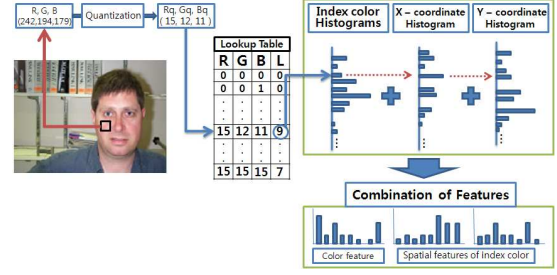 R, G, B
(242,194,179)
Quantization
Rq, Gq, Bq
( 15, 12, 11 )
Lookup Table
R G B L
0 0 0 0
0 0 1 0
15 12 11 9
15 15 15 7
Index color
Histograms
X – coordinate
Histogram
Y – coordinate
Histogram
Combination of Features
Color feature
Spatial features of Index color